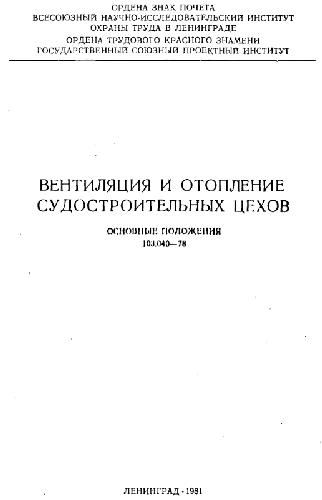 ОРДЕНА ЗНАК ПОЧЕТА
ВСЕСОЮЗНЫЙ НАУЧНО-ИССЛЕДОВАТЕЛЬСКИЙ ИНСТИТУТ
ОХРАНЫ ТРУДА В ЛЕНИНГРАДЕ
ОРДЕНА ТРУДОВОГО КРАСНОГО ЗНАМЕНИ
ГОСУДАРСТВЕННЫЙ СОЮЗНЫЙ ПРОЕКТНЫЙ ИНСТИТУТ
ВЕНТИЛЯЦИЯ И ОТОПЛЕНИЕ
СУДОСТРОИТЕЛЬНЫХ ЦЕХОВ
ОСНОВНЫЕ ПОЛОЖЕНИЯ
103.040—78
ЛЕНИНГРАД - 1981